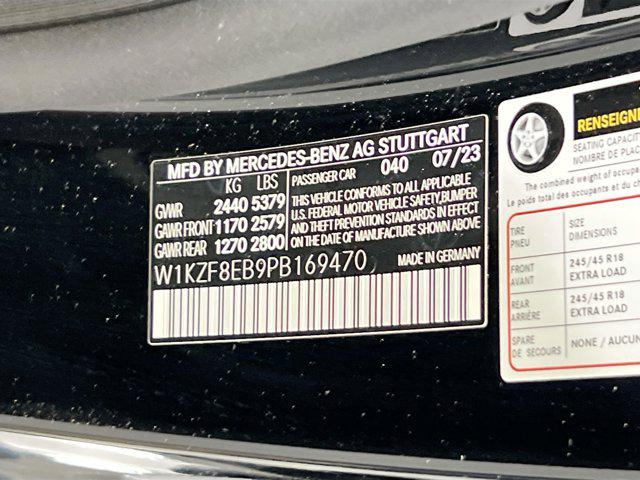 MFD BY MERCEDES-BENZ AG STUTTGART
KG LBS
GVWR 2440 5379
GAWR FRONT 1170 2579
GAWR REAR 1270 2800
PASSENGER CAR 040 07/23
THIS VEHICLE CONFORMS TO ALL APPLICABLE
U.S. FEDERAL MOTOR VEHICLE SAFETY, BUMPER
AND THEFT PREVENTION STANDARDS IN EFFECT
ON THE DATE OF MANUFACTURE SHOWN ABOVE.
W1KZF8EB9PB169470
MADE IN GERMANY
SEATING CAPACIT
NOMBRE DE PLAC
The combined weight of occupa
Le poids total des occupants et du c
TIRE
PNEU
SIZE
DIMENSIONS
FRONT
AVANT
245/45 R18
EXTRA LOAD
REAR
ARRIÈRE
245/45 R18
EXTRA LOAD
SPARE
DE SECOURS
NONE / AUCUN